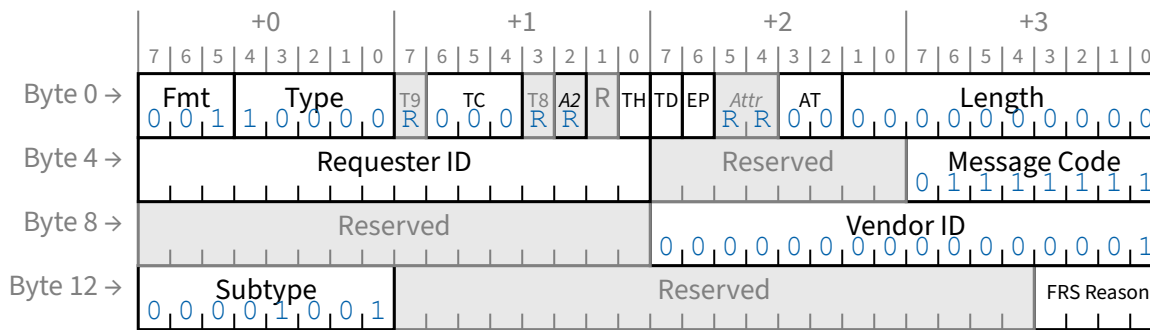 +0 +1 +2 +3
7 6 5 4 3 2 1 0 7 6 5 4 3 2 1 0 7 6 5 4 3 2 1 0 7 6 5 4 3 2 1 0
Byte 0 → Fmt Type T9 TC T8 A2 R TH TD EP Attr AT Length
0 0 1 1 0 0 0 0 R 0 0 0 R R R R 0 0 0 0 0 0 0 0 0 0 0 0
Byte 4 → Requester ID Reserved Message Code
0 1 1 1 1 1 1 1
Byte 8 → Reserved Vendor ID
0 0 0 0 0 0 0 0 0 0 0 0 0 0 0 1
Byte 12 → Subtype Reserved FRS Reason
0 0 0 0 1 0 0 1